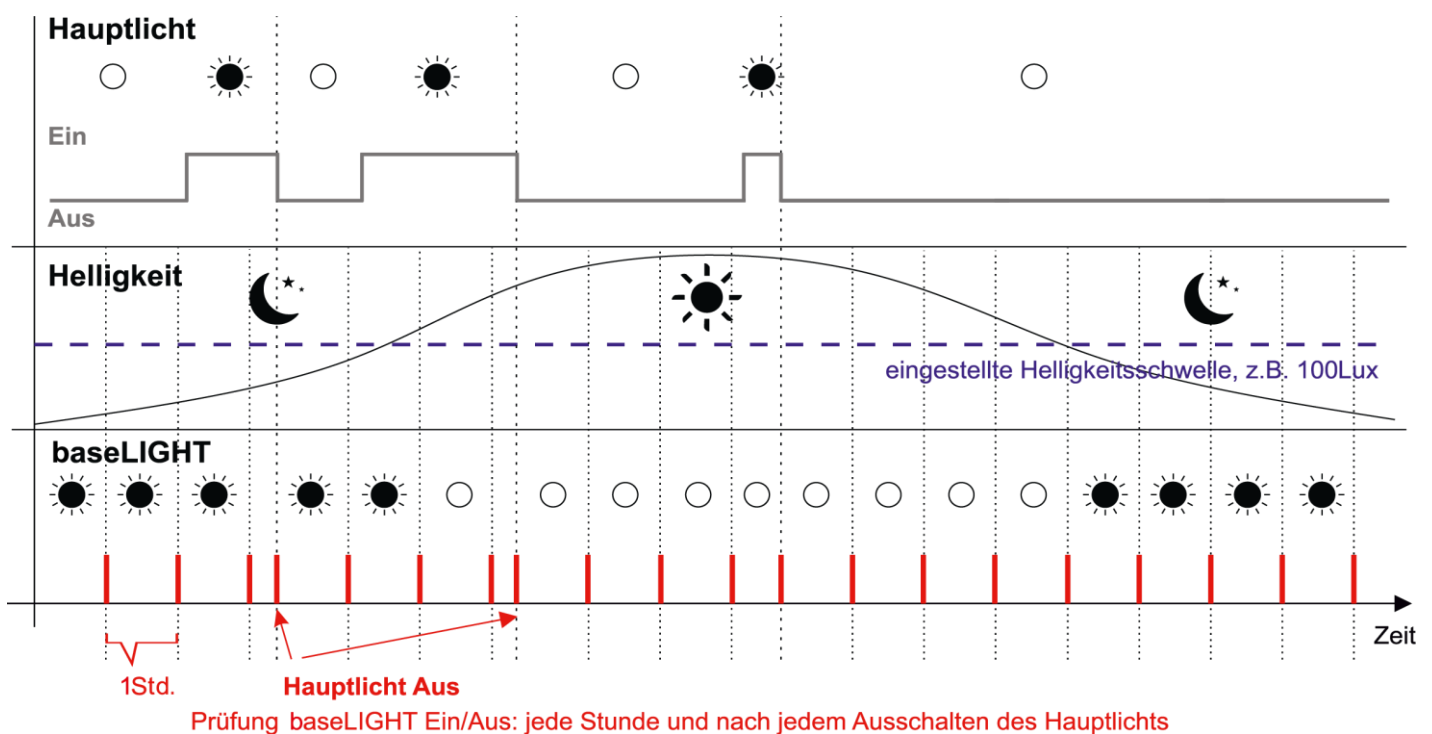 Hauptlicht
Ein
Aus
Helligkeit
eingestellte Helligkeitsschwelle, z.B. 100Lux
baseLIGHT
Zeit
1Std.
Hauptlicht Aus
Prüfung baseLIGHT Ein/Aus: jede Stunde und nach jedem Ausschalten des Hauptlichts